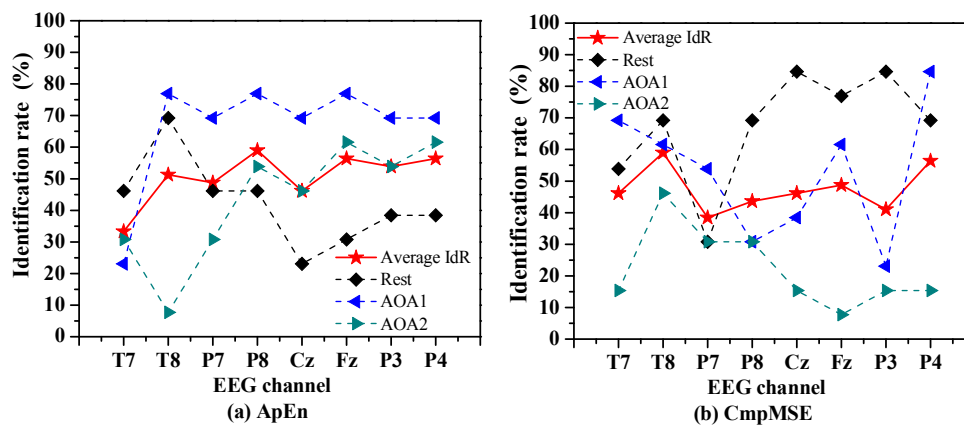 100
90
80
70
60
50
40
30
20
10
0
Identification rate (%)
Average IdR
Rest
AOA1
AOA2
T7 T8 P7 P8 Cz Fz P3 P4
EEG channel
(a) ApEn
100
90
80
70
60
50
40
30
20
10
0
Identification rate (%)
Average IdR
Rest
AOA1
AOA2
T7 T8 P7 P8 Cz Fz P3 P4
EEG channel
(b) CmpMSE